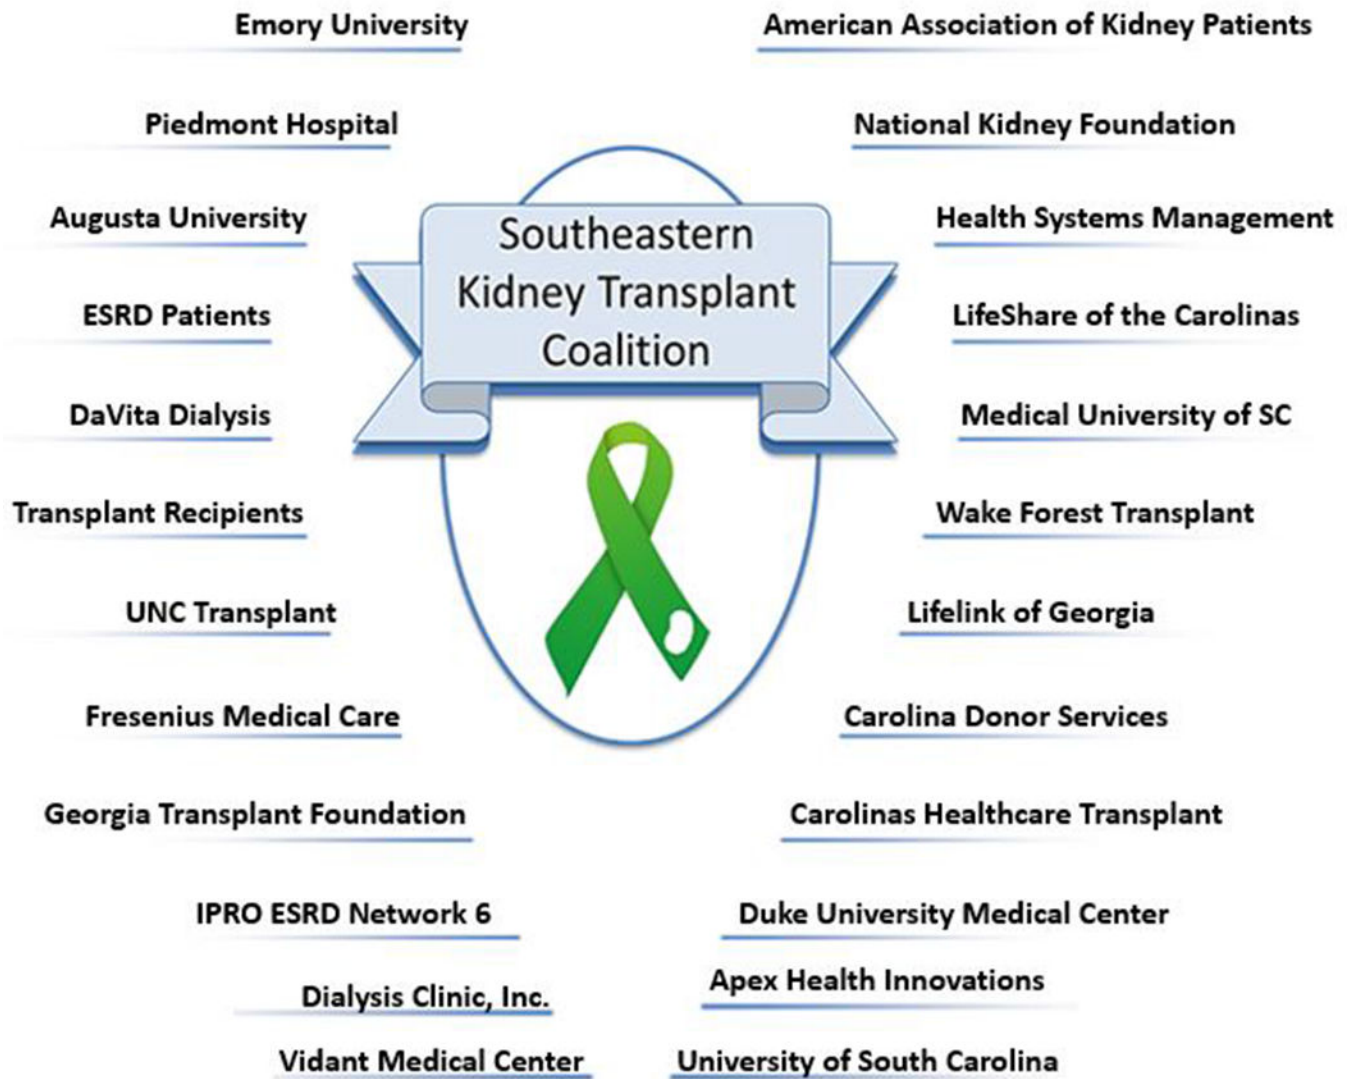 Emory University
American Association of Kidney Patients
Piedmont Hospital
National Kidney Foundation
Augusta University
Southeastern
Kidney Transplant
Coalition
Health Systems Management
ESRD Patients
LifeShare of the Carolinas
DaVita Dialysis
Medical University of SC
Transplant Recipients
Wake Forest Transplant
UNC Transplant
Lifelink of Georgia
Fresenius Medical Care
Carolina Donor Services
Georgia Transplant Foundation
Carolinas Healthcare Transplant
IPRO ESRD Network 6
Duke University Medical Center
Dialysis Clinic, Inc.
Apex Health Innovations
Vidant Medical Center
University of South Carolina